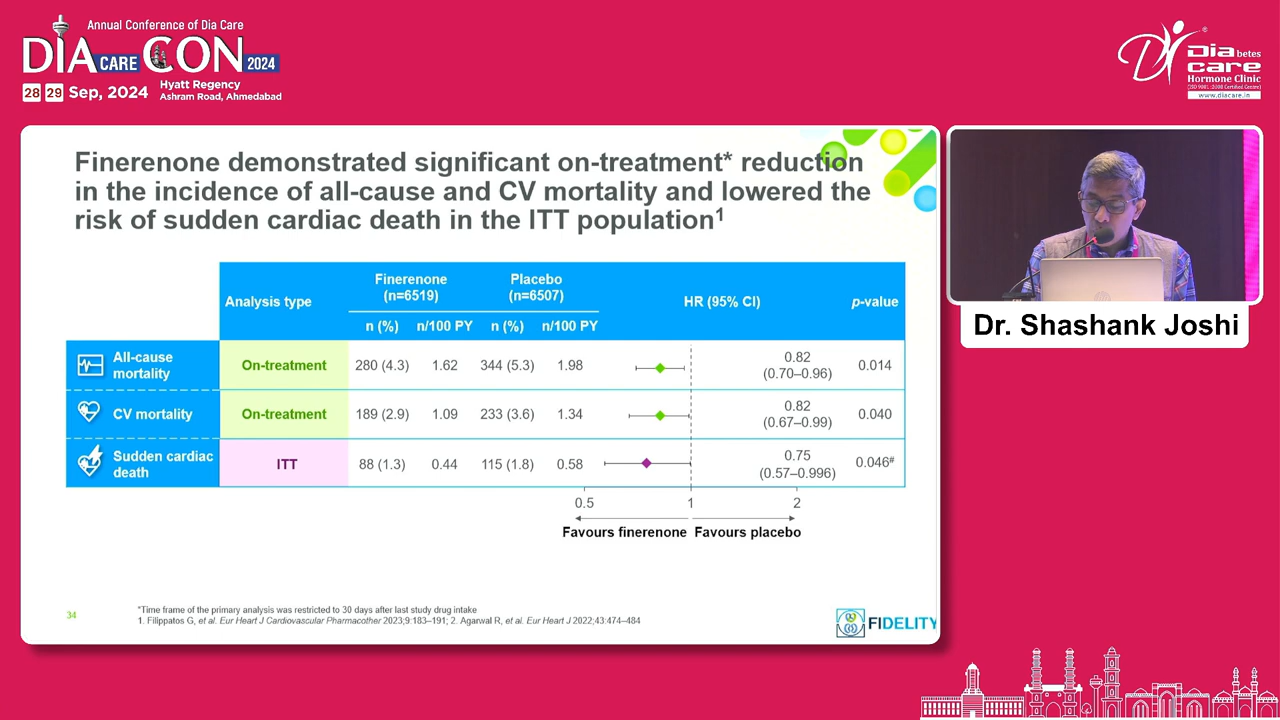 Annual Conference of Dia Care
DIA CARE CON 2024
28 29 Sep, 2024
Hyatt Regency
Ashram Road, Ahmedabad
Diabetes
care
Hormone Clinic
(ISO 9001:2008 Certified Centre)
www.diacare.in
Finerenone demonstrated significant on-treatment* reduction
in the incidence of all-cause and CV mortality and lowered the
risk of sudden cardiac death in the ITT population1
Analysis type
Finerenone
(n=6519)
Placebo
(n=6507)
HR (95% CI)
p-value
n (%) n/100 PY n (%) n/100 PY
All-cause
mortality
On-treatment 280 (4.3) 1.62 344 (5.3) 1.98
0.82
(0.70–0.96)
0.014
CV mortality On-treatment 189 (2.9) 1.09 233 (3.6) 1.34
0.82
(0.67–0.99)
0.040
Sudden cardiac
death
ITT 88 (1.3) 0.44 115 (1.8) 0.58
0.75
(0.57–0.996)
0.046#
0.5 1 2
Favours finerenone Favours placebo
34
*Time frame of the primary analysis was restricted to 30 days after last study drug intake
1. Filippatos G, et al. Eur Heart J Cardiovascular Pharmacother 2023;9:183–191; 2. Agarwal R, et al. Eur Heart J 2022;43:474–484
FIDELITY
Dr. Shashank Joshi